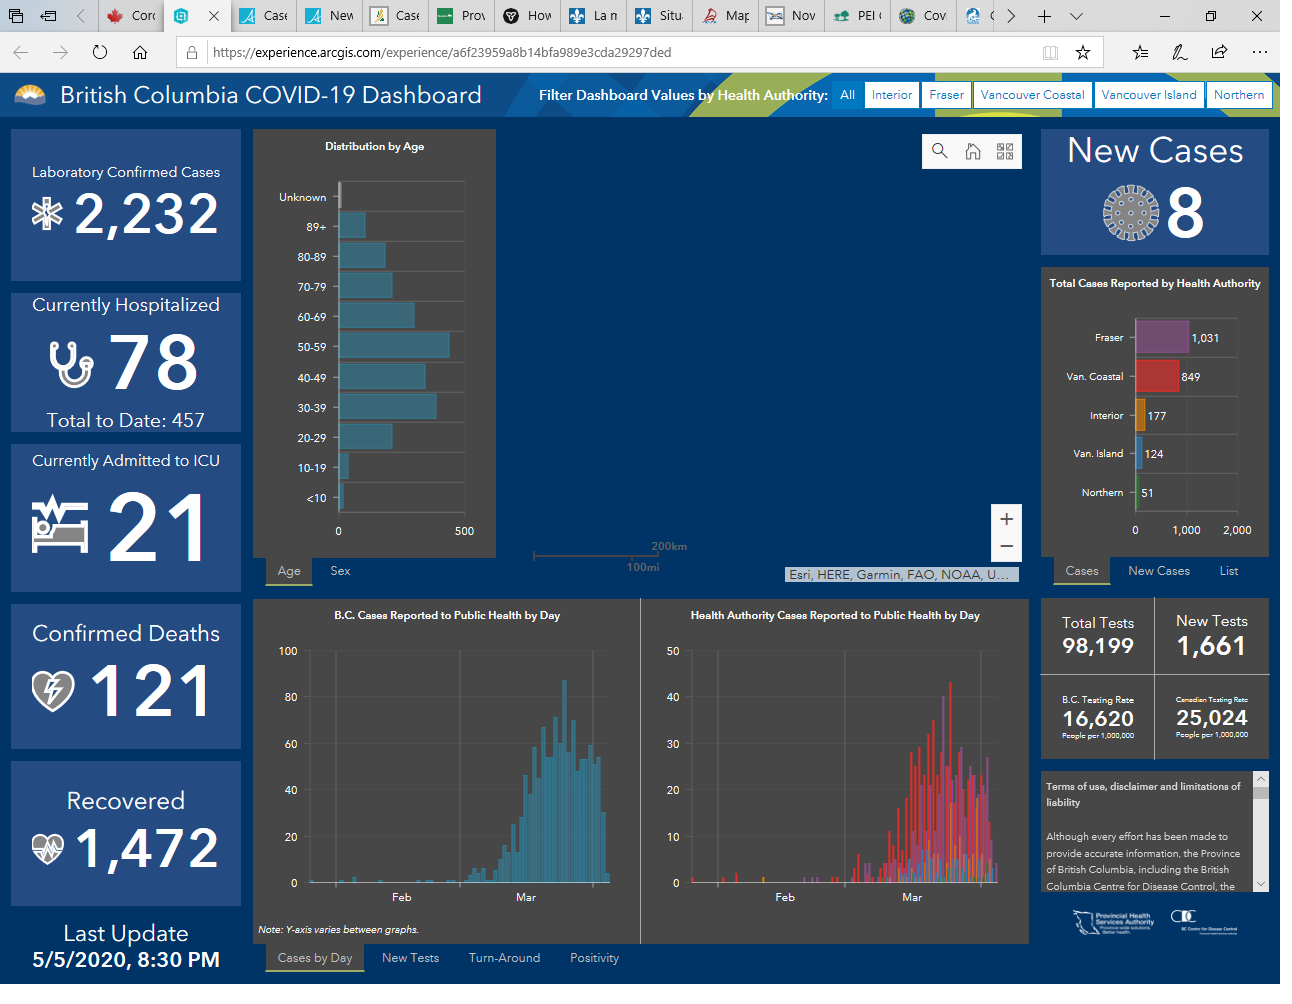 Corc
Case
New
Case
Prov
How
La m
Situ
Map
Nov
PEI
Cov
https://experience.arcgis.com/experience/a6f23959a8b14bfa989e3cda29297ded
British Columbia COVID-19 Dashboard
Filter Dashboard Values by Health Authority:
All
Interior
Fraser
Vancouver Coastal
Vancouver Island
Northern
Laboratory Confirmed Cases
2,232
Currently Hospitalized
78
Total to Date: 457
Currently Admitted to ICU
21
Confirmed Deaths
121
Recovered
1,472
Last Update
5/5/2020, 8:30 PM
Distribution by Age
Unknown
89+
80-89
70-79
60-69
50-59
40-49
30-39
20-29
10-19
<10
0
500
Age
Sex
200km
100mi
Esri, HERE, Garmin, FAO, NOAA, U...
New Cases
8
Total Cases Reported by Health Authority
Fraser
1,031
Van. Coastal
849
Interior
177
Van. Island
124
Northern
51
0
1,000
2,000
Cases
New Cases
List
B.C. Cases Reported to Public Health by Day
100
80
60
40
20
0
Feb
Mar
Note: Y-axis varies between graphs.
Health Authority Cases Reported to Public Health by Day
50
40
30
20
10
0
Feb
Mar
Cases by Day
New Tests
Turn-Around
Positivity
Total Tests
98,199
New Tests
1,661
B.C. Testing Rate
16,620
People per 1,000,000
Canadian Testing Rate
25,024
People per 1,000,000
Terms of use, disclaimer and limitations of
liability
Although every effort has been made to
provide accurate information, the Province
of British Columbia, including the British
Columbia Centre for Disease Control, the
Provincial Health
Services Authority
Province-wide solutions.
Better health.
BC Centre for Disease Control